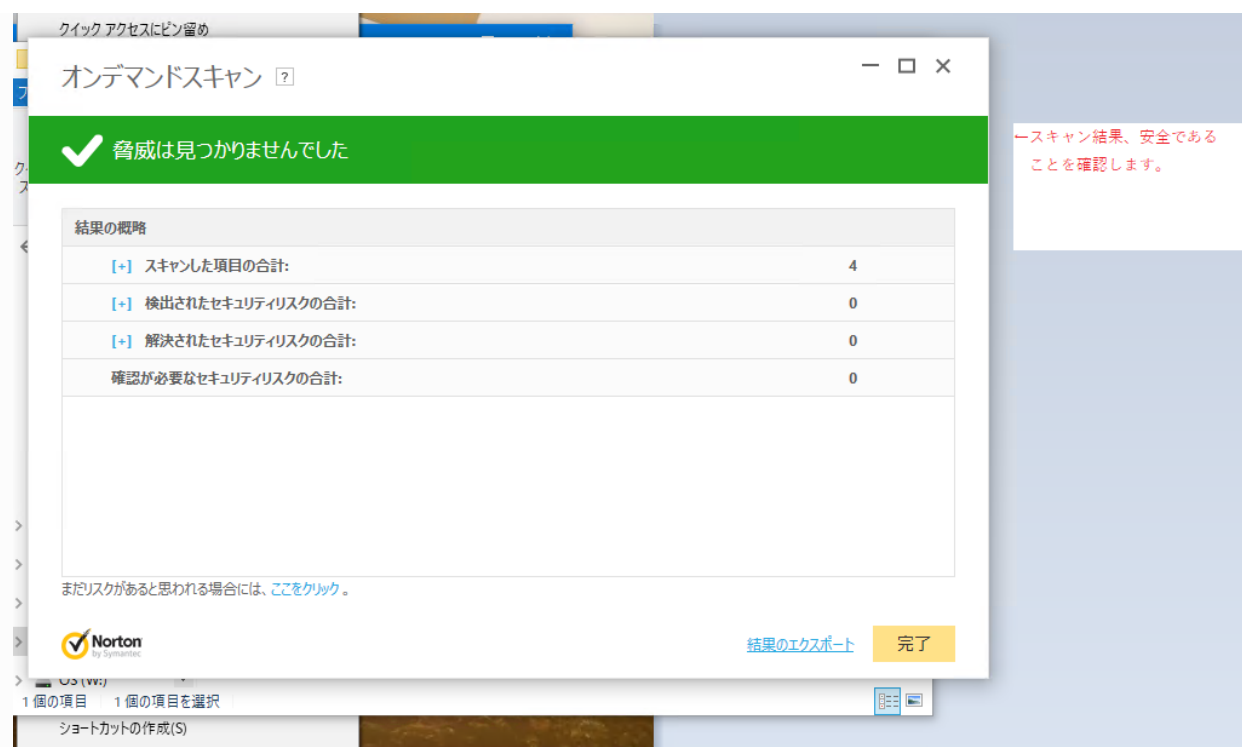 クイック アクセスにピン留め
オンデマンドスキャン ?
脅威は見つかりませんでした
←スキャン結果、安全である
ことを確認します。
結果の概略
[+] スキャンした項目の合計: 4
[+] 検出されたセキュリティリスクの合計: 0
[+] 解決されたセキュリティリスクの合計: 0
確認が必要なセキュリティリスクの合計: 0
まだリスクがあると思われる場合には、ここをクリック。
Norton
by Symantec
結果のエクスポート
完了
OS (W:)
1 個の項目 1 個の項目を選択
ショートカットの作成(S)